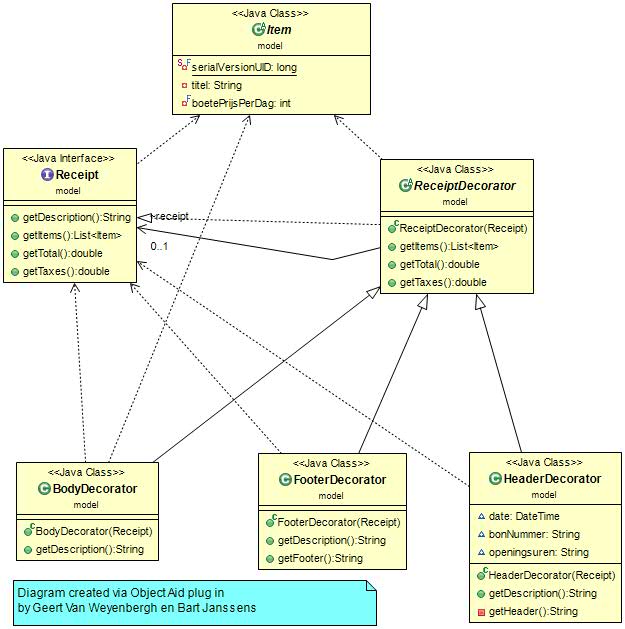 <<Java Class>>
Item
model
serialVersionUID: long
titel: String
boetePrijsPerDag: int
<<Java Interface>>
Receipt
model
getDescription():String
getItems():List<Item>
getTotal():double
getTaxes():double
-receipt
0..1
<<Java Class>>
ReceiptDecorator
model
ReceiptDecorator(Receipt)
getItems():List<Item>
getTotal():double
getTaxes():double
<<Java Class>>
BodyDecorator
model
BodyDecorator(Receipt)
getDescription():String
<<Java Class>>
FooterDecorator
model
FooterDecorator(Receipt)
getDescription():String
getFooter():String
<<Java Class>>
HeaderDecorator
model
date: DateTime
bonNummer: String
openingsuren: String
HeaderDecorator(Receipt)
getDescription():String
getHeader():String
Diagram created via Object Aid plug in
by Geert Van Weyenbergh en Bart Janssens